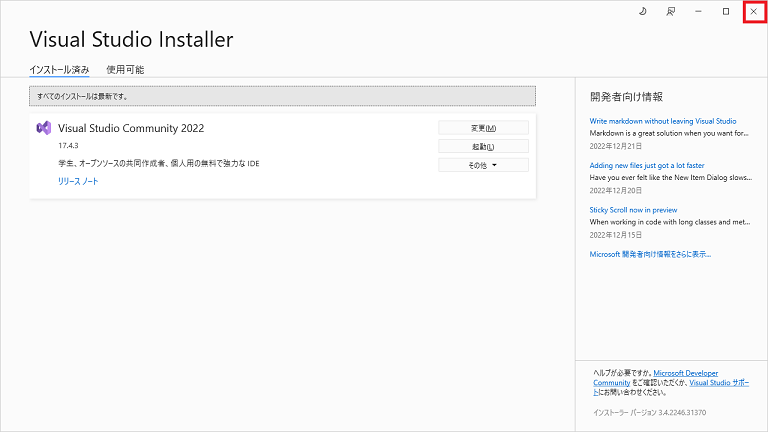 Visual Studio Installer
インストール済み 使用可能
すべてのインストールは最新です。
Visual Studio Community 2022
17.4.3
学生、オープンソースの共同作成者、個人用の無料で強力な IDE
リリース ノート
変更(M)
起動(L)
その他
開発者向け情報
Write markdown without leaving Visual Studio
Markdown is a great solution when you want for...
2022年12月21日
Adding new files just got a lot faster
Have you ever felt like the New Item Dialog slows...
2022年12月20日
Sticky Scroll now in preview
When working in code with long classes and met...
2022年12月15日
Microsoft 開発者向け情報をさらに表示...
ヘルプが必要ですか。Microsoft Developer
Community をご確認いただくか、Visual Studio サポー
トにお問い合わせください。
インストーラー バージョン 3.4.2246.31370